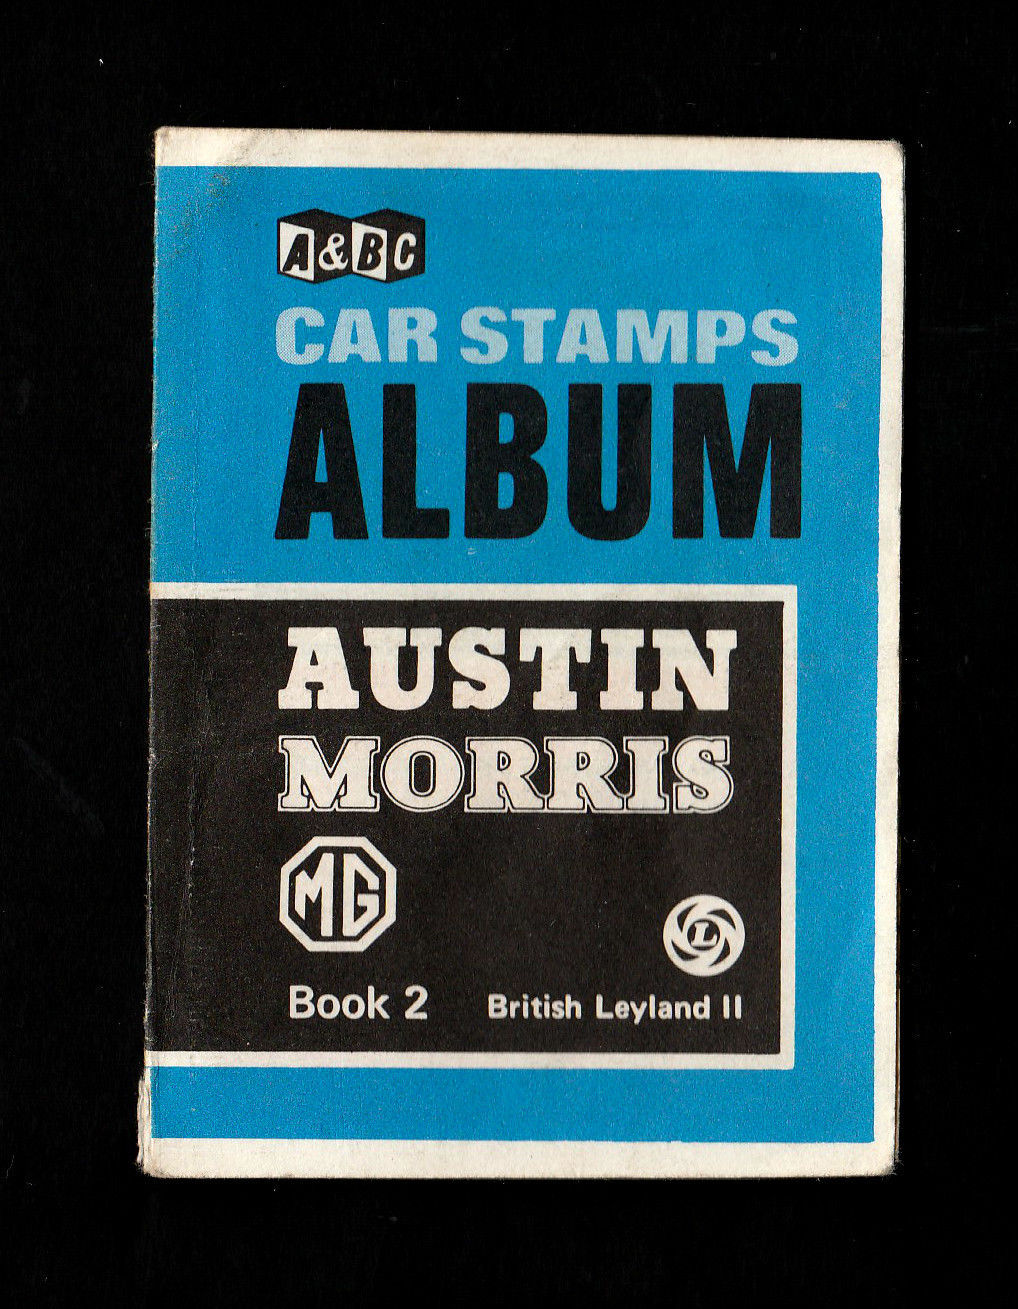 A&BC
CAR STAMPS
ALBUM
AUSTIN
MORRIS
MG
L
Book 2 British Leyland II